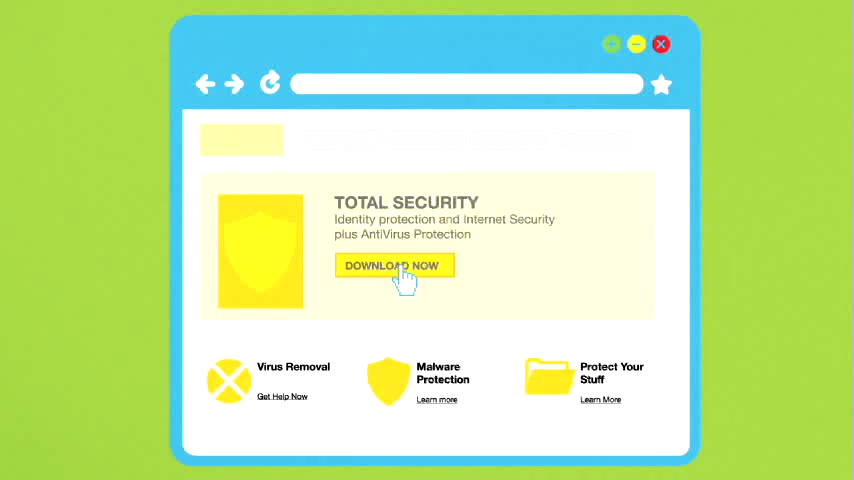 TOTAL SECURITY
Identity protection and Internet Security
plus AntiVirus Protection
DOWNLOAD NOW
Virus Removal
Get Help Now
Malware
Protection
Learn more
Protect Your
Stuff
Learn More